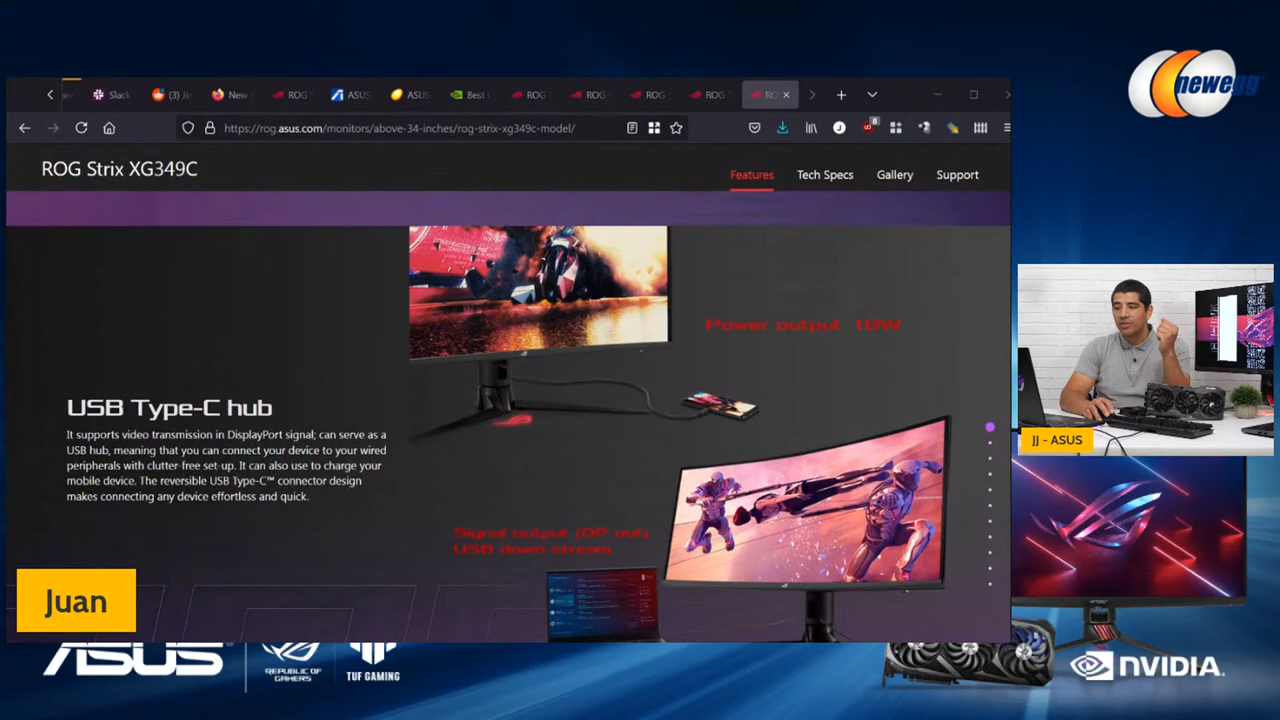 newegg
Slack
(3) Ji
New
ROG
ASUS
ASUS
Best
ROG
ROG
ROG
ROG
https://rog.asus.com/monitors/above-34-inches/rog-strix-xg349c-model/
ROG Strix XG349C
Features
Tech Specs
Gallery
Support
Power output 18W
USB Type-C hub
It supports video transmission in DisplayPort signal; can serve as a
USB hub, meaning that you can connect your device to your wired
peripherals with clutter-free set-up. It can also use to charge your
mobile device. The reversible USB Type-C™ connector design
makes connecting any device effortless and quick.
Signal output (DP out)
USB down stream
JJ - ASUS
Juan
ASUS
REPUBLIC OF
GAMERS
TUF GAMING
NVIDIA